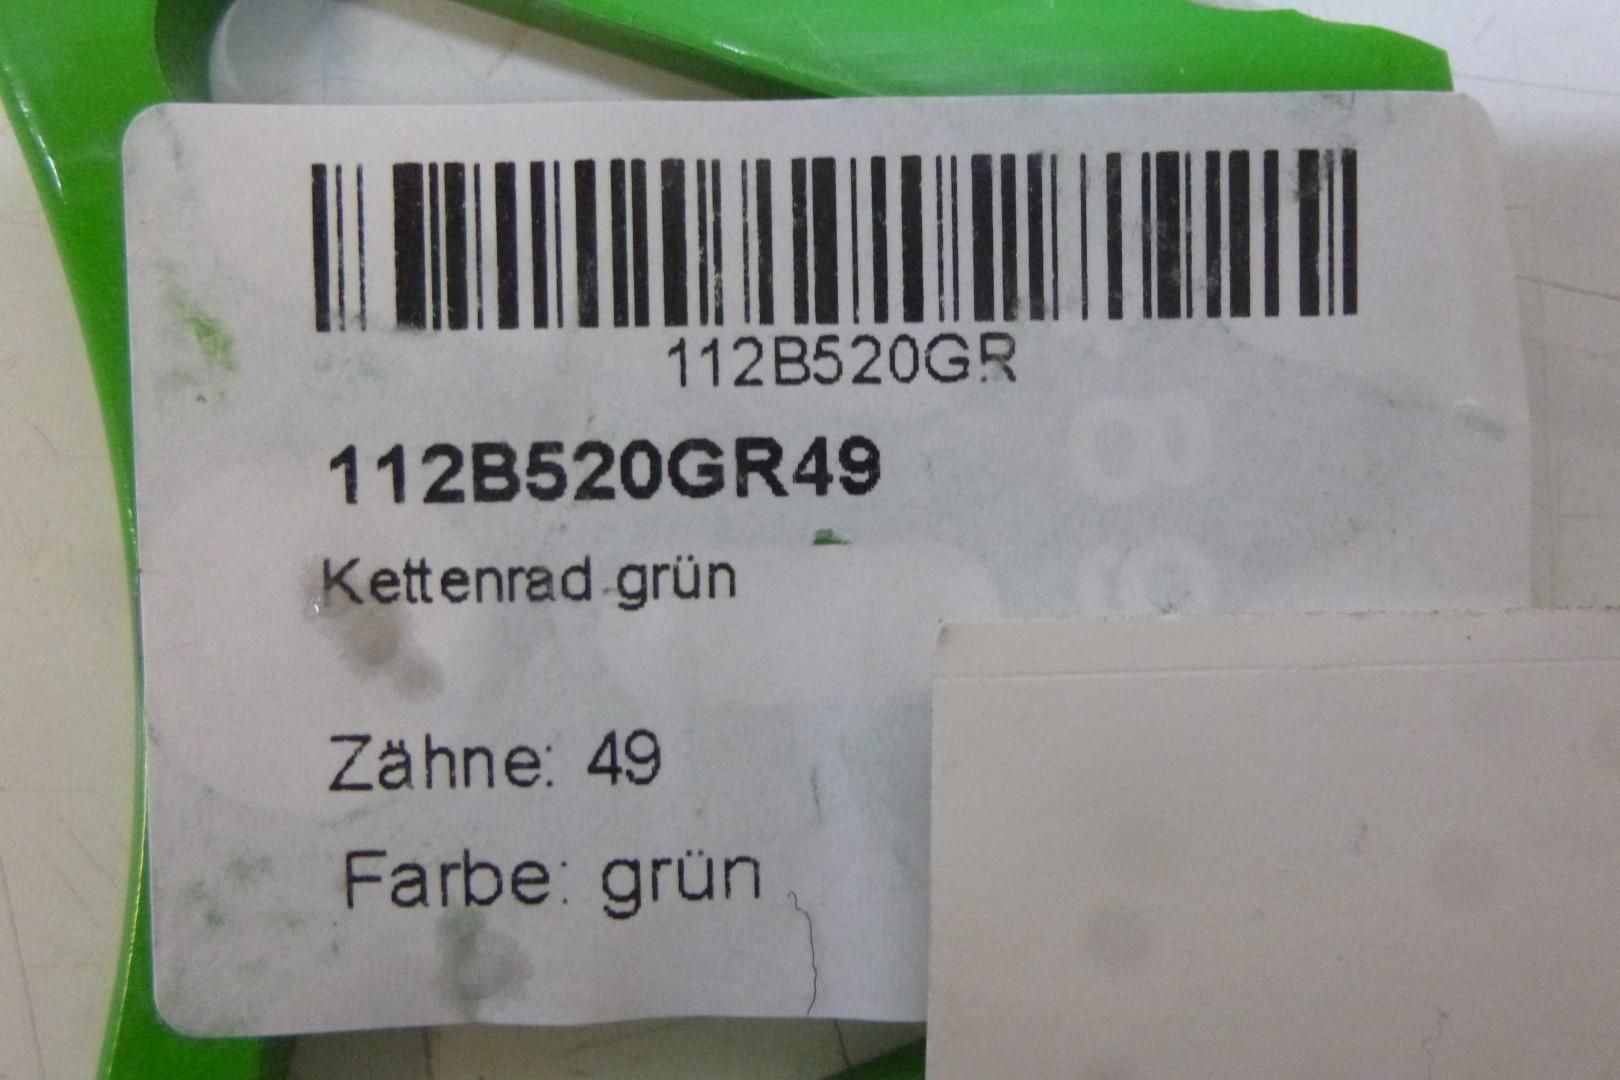 112B520GR
112B520GR49
Kettenrad grün
Zähne: 49
Farbe: grün